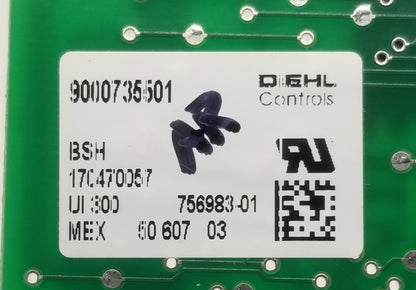 9000735501
DIEHL
Controls
BSH
170470057
UI 300 756983-01
MEX 50 607 03